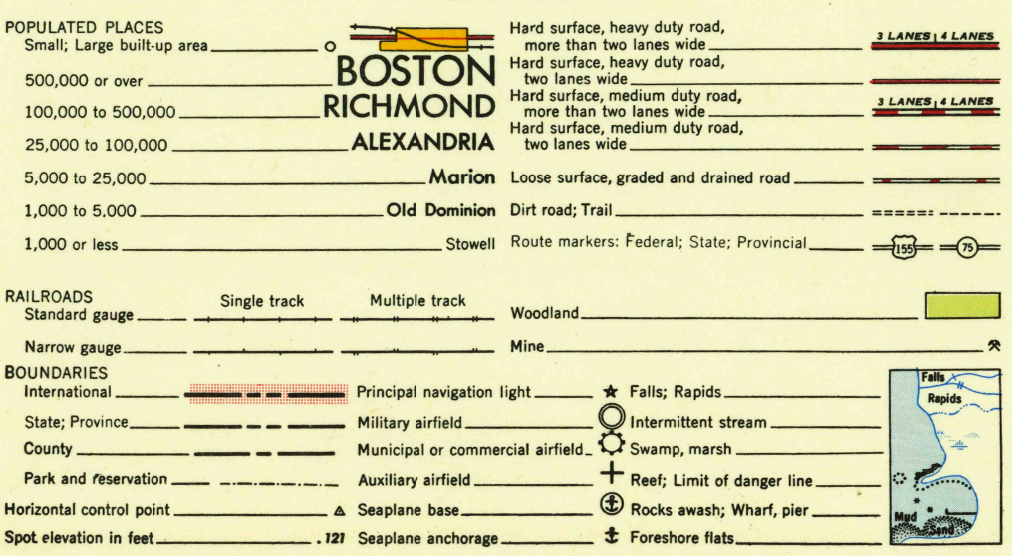 POPULATED PLACES
Small; Large built-up area
500,000 or over BOSTON
100,000 to 500,000 RICHMOND
25,000 to 100,000 ALEXANDRIA
5,000 to 25,000 Marion
1,000 to 5,000 Old Dominion
1,000 or less Stowell
Hard surface, heavy duty road,
more than two lanes wide 3 LANES 4 LANES
Hard surface, heavy duty road,
two lanes wide
Hard surface, medium duty road,
more than two lanes wide 3 LANES 4 LANES
Hard surface, medium duty road,
two lanes wide
Loose surface, graded and drained road
Dirt road; Trail
Route markers: Federal; State; Provincial 155 75
RAILROADS Single track Multiple track
Standard gauge
Narrow gauge
Woodland
Mine
BOUNDARIES
International
State; Province
County
Park and reservation
Horizontal control point
Spot elevation in feet .121
Principal navigation light
Military airfield
Municipal or commercial airfield
Auxiliary airfield
Seaplane base
Seaplane anchorage
Falls; Rapids
Intermittent stream
Swamp, marsh
Reef; Limit of danger line
Rocks awash; Wharf, pier
Foreshore flats
Falls
Rapids
Mud
Sand